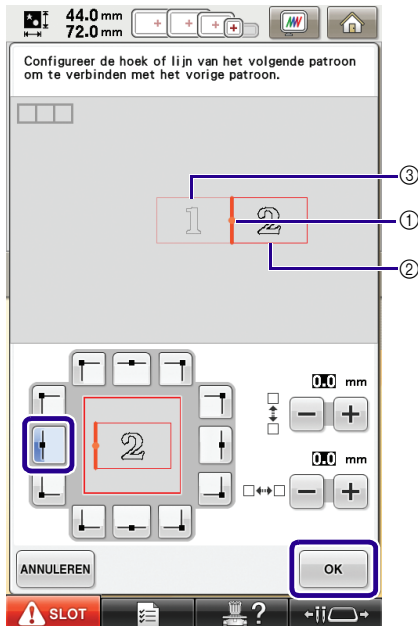 44.0 mm
72.0 mm
Configureer de hoek of lijn van het volgende patroon
om te verbinden met het vorige patroon.
3
1 2
1
2
0.0 mm
2
0.0 mm
ANNULEREN
OK
SLOT
?